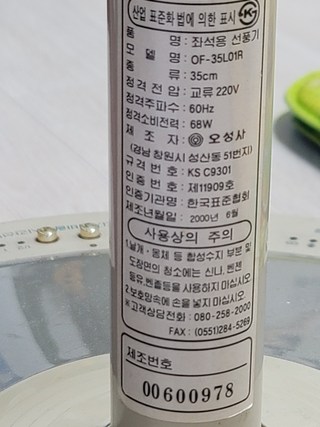 산업 표준화법에 의한 표시
품 명 : 좌석용 선풍기
모 델 명 : OF-35L01R
종 류 : 35cm
정격 전압 : 교류 220V
정격주파수 : 60Hz
정격소비전력 : 68W
제 조 자 : 오성사
(경남 창원시 성산동 51번지)
규격 번호 : KS C9301
인증 번호 : 제11909호
인증기관명 : 한국표준협회
제조년월일 : 2000년 6월
사용상의 주의
1.날개·몸체 등 합성수지 부분 및
도장면의 청소에는 신나, 벤젠
등유,벤졸등을 사용하지 마십시오
2.보호망속에 손을 넣지 마십시오
※고객상담전화 : 080-258-2000
FAX : (0551)284-5269
제조번호
00600978